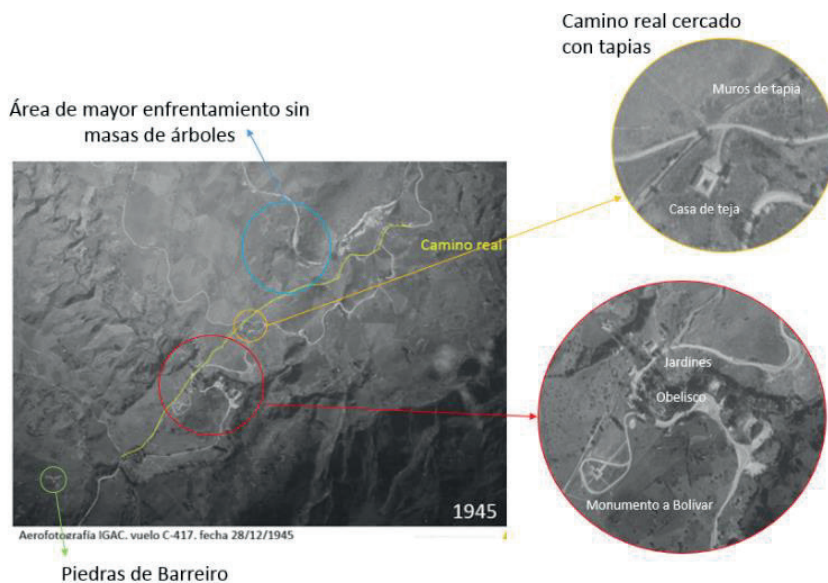 Camino real cercado
con tapias
Área de mayor enfrentamiento sin
masas de árboles
Muros de tapia
Casa de teja
Camino real
Jardines
Obelisco
Monumento a Bolívar
1945
Aerofotografía IGAC. vuelo C-417. fecha 28/12/1945
Piedras de Barreiro